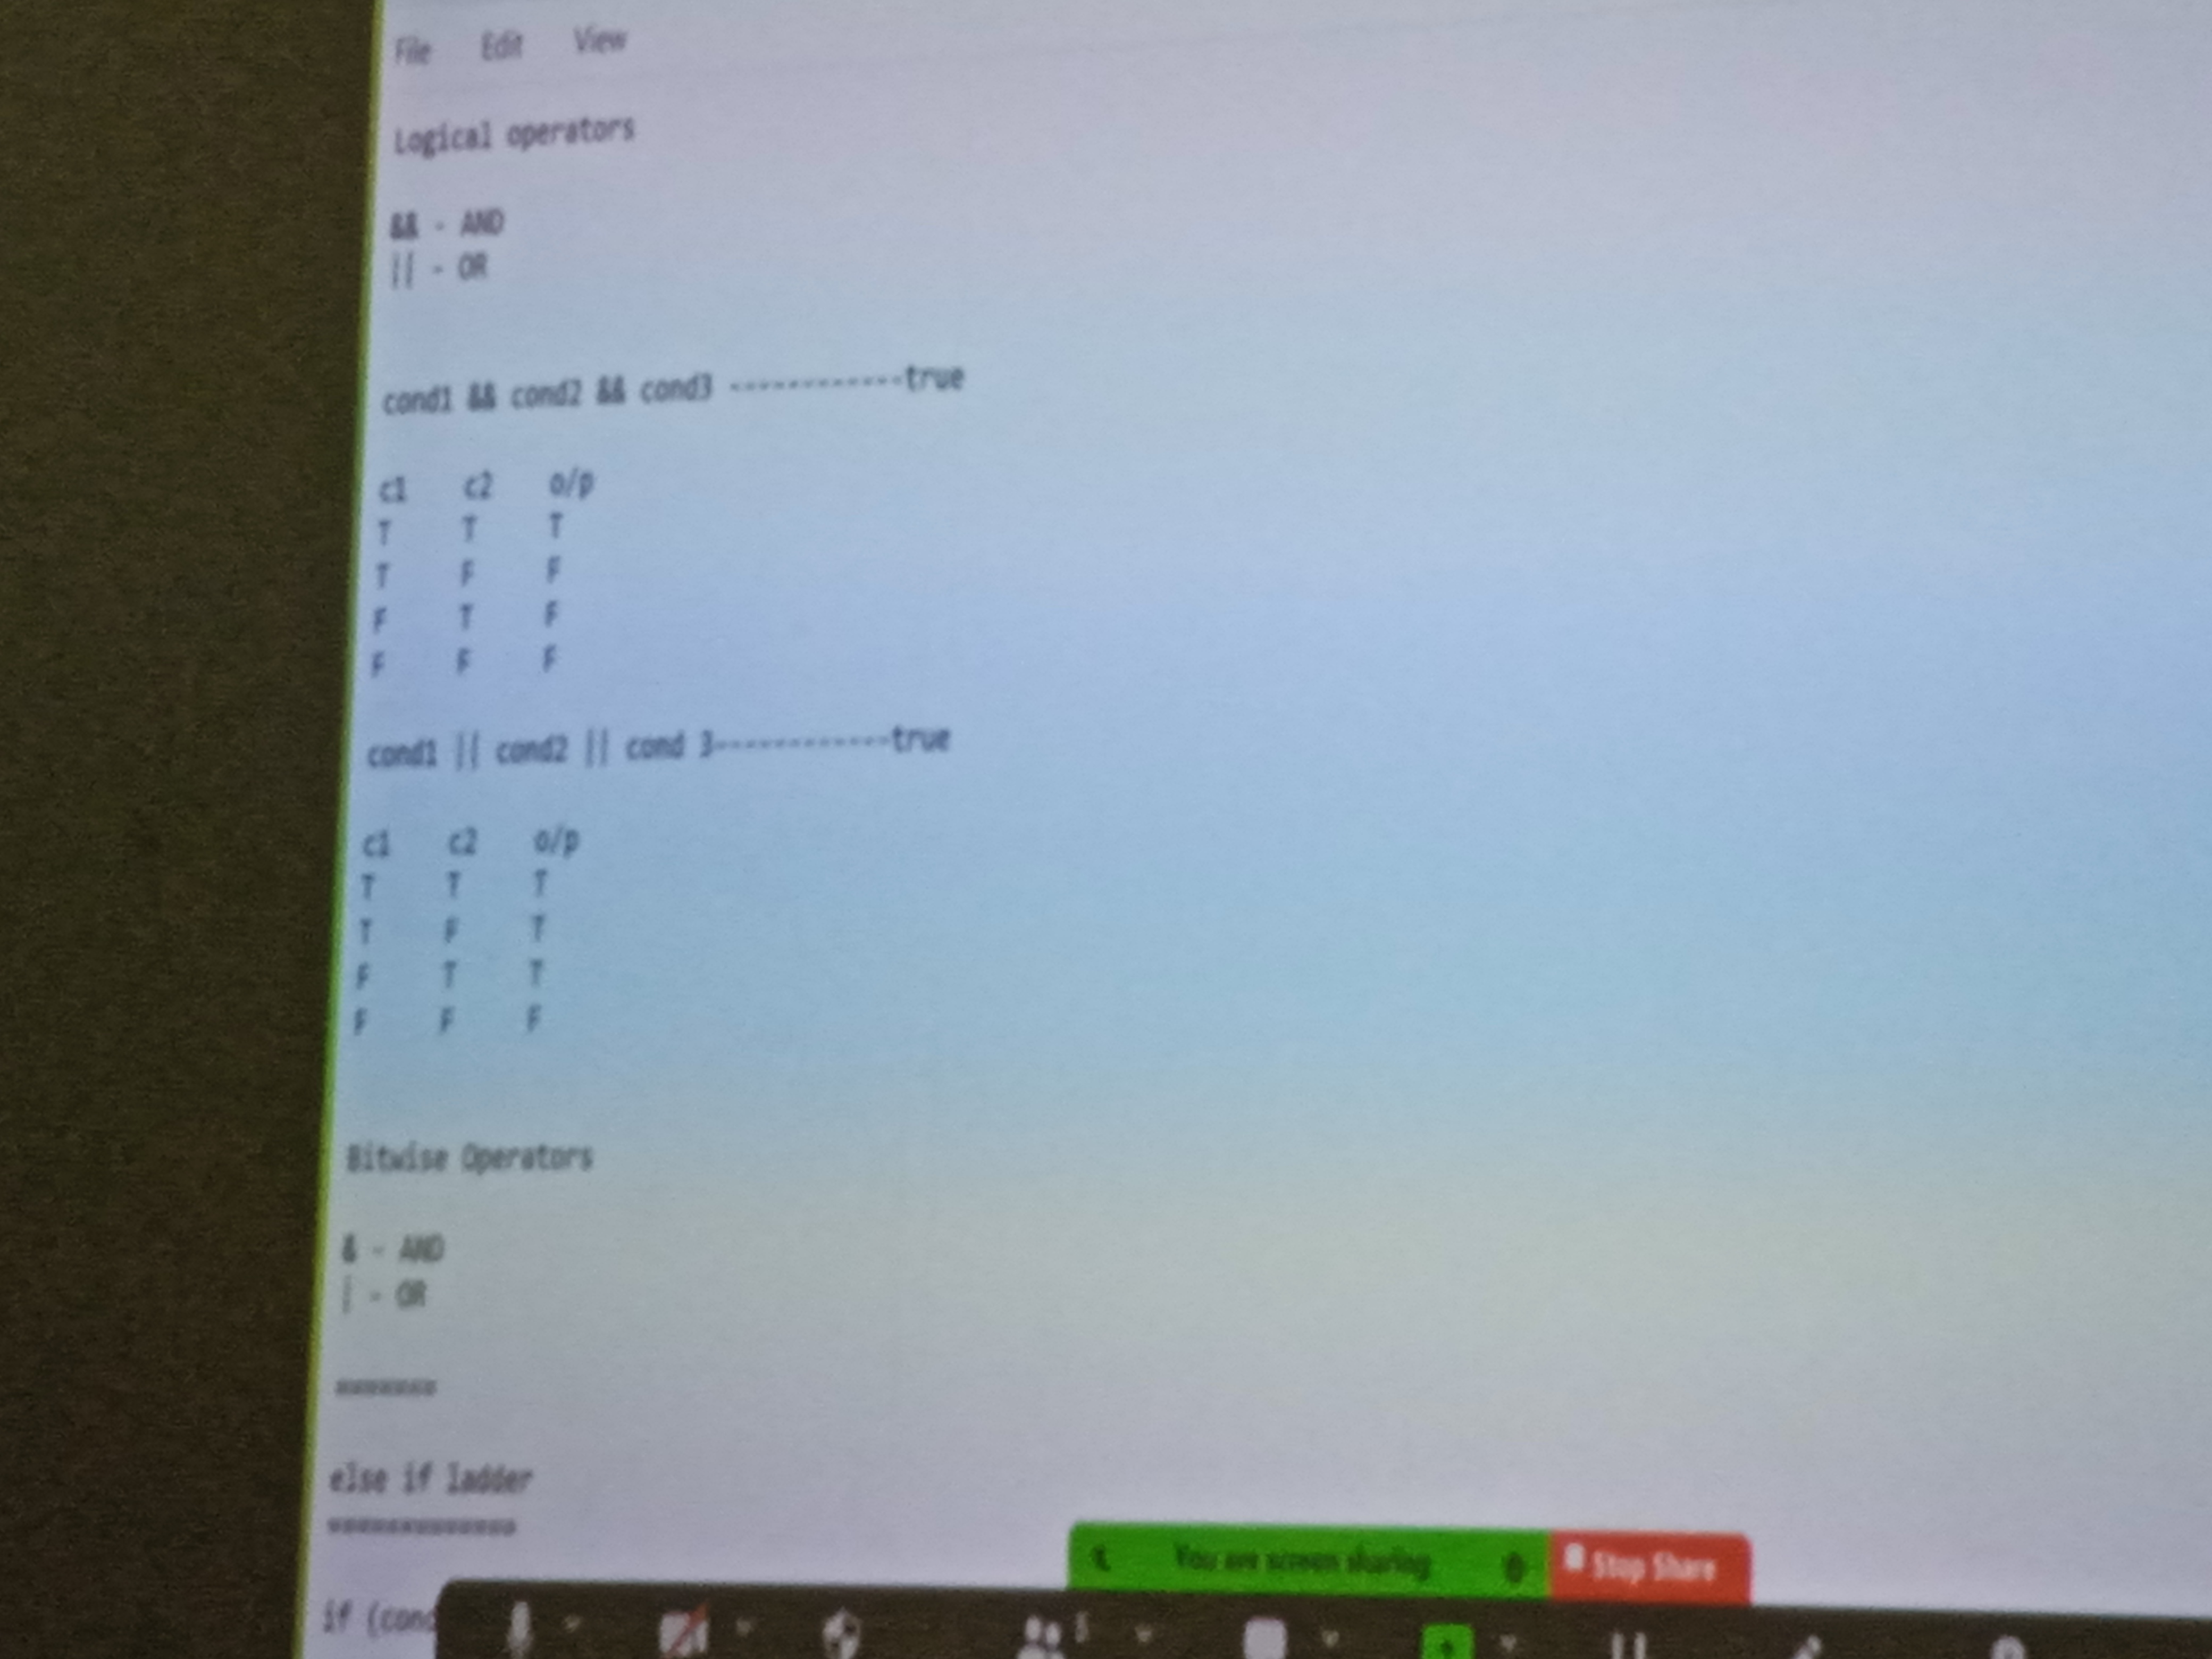 File Edit View
Logical operators
&& - AND
|| - OR
cond1 && cond2 && cond3 ------------true
c1 c2 o/p
T T T
T F F
F T F
F F F
cond1 || cond2 || cond 3------------true
c1 c2 o/p
T T T
T F T
F T T
F F F
Bitwise Operators
& - AND
| - OR
=======
else if ladder
=============
if (cond
You are screen sharing Stop Share